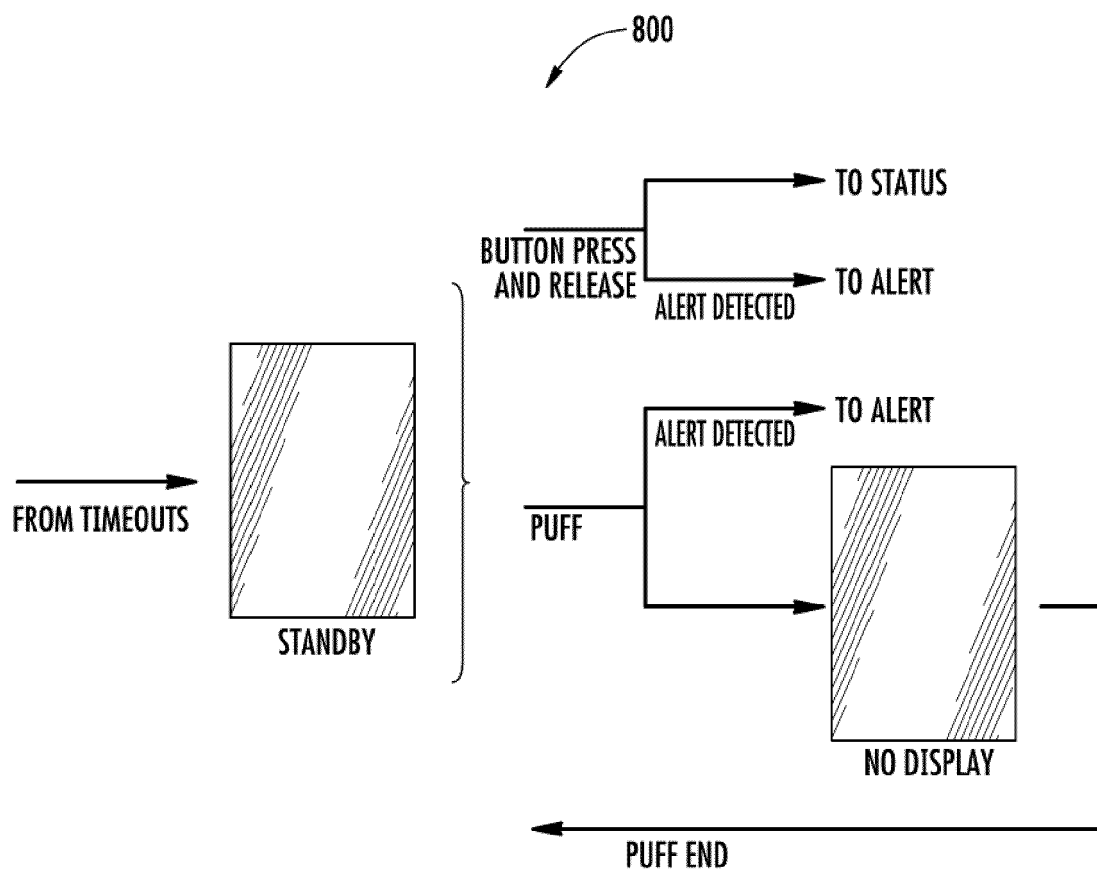 800
TO STATUS
BUTTON PRESS
AND RELEASE
TO ALERT
ALERT DETECTED
TO ALERT
ALERT DETECTED
FROM TIMEOUTS
PUFF
STANDBY
NO DISPLAY
PUFF END